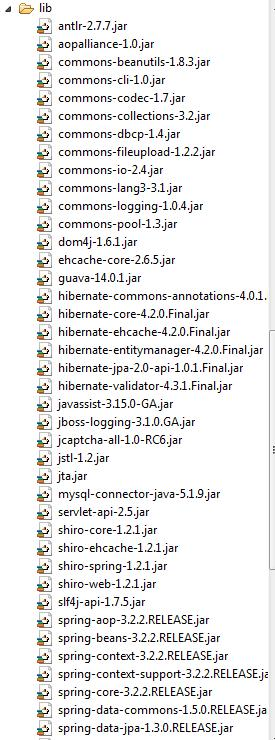 lib
antlr-2.7.7.jar
aopalliance-1.0.jar
commons-beanutils-1.8.3.jar
commons-cli-1.0.jar
commons-codec-1.7.jar
commons-collections-3.2.jar
commons-dbcp-1.4.jar
commons-fileupload-1.2.2.jar
commons-io-2.4.jar
commons-lang3-3.1.jar
commons-logging-1.0.4.jar
commons-pool-1.3.jar
dom4j-1.6.1.jar
ehcache-core-2.6.5.jar
guava-14.0.1.jar
hibernate-commons-annotations-4.0.1.
hibernate-core-4.2.0.Final.jar
hibernate-ehcache-4.2.0.Final.jar
hibernate-entitymanager-4.2.0.Final.jar
hibernate-jpa-2.0-api-1.0.1.Final.jar
hibernate-validator-4.3.1.Final.jar
javassist-3.15.0-GA.jar
jboss-logging-3.1.0.GA.jar
jcaptcha-all-1.0-RC6.jar
jstl-1.2.jar
jta.jar
mysql-connector-java-5.1.9.jar
servlet-api-2.5.jar
shiro-core-1.2.1.jar
shiro-ehcache-1.2.1.jar
shiro-spring-1.2.1.jar
shiro-web-1.2.1.jar
slf4j-api-1.7.5.jar
spring-aop-3.2.2.RELEASE.jar
spring-beans-3.2.2.RELEASE.jar
spring-context-3.2.2.RELEASE.jar
spring-context-support-3.2.2.RELEASE.ja
spring-core-3.2.2.RELEASE.jar
spring-data-commons-1.5.0.RELEASE.jar
spring-data-jpa-1.3.0.RELEASE.jar